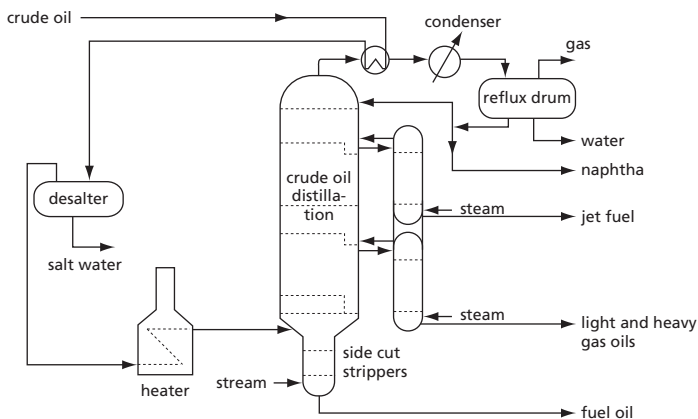 crude oil
condenser
gas
reflux drum
water
naphtha
crude oil
distilla-
tion
desalter
salt water
steam
jet fuel
steam
light and heavy
gas oils
side cut
strippers
heater
stream
fuel oil